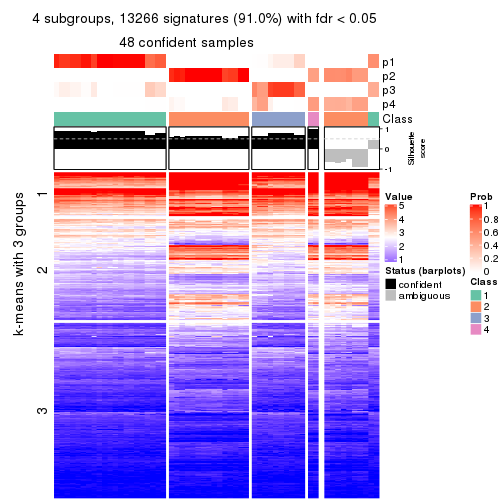 4 subgroups, 13266 signatures (91.0%) with fdr < 0.05
48 confident samples
p1
p2
p3
p4
Class
1
0
-1
Silhouette
score
k-means with 3 groups
1
2
3
Value
5
4
3
2
1
Status (barplots)
confident
ambiguous
Prob
1
0.8
0.6
0.4
0.2
0
Class
1
2
3
4